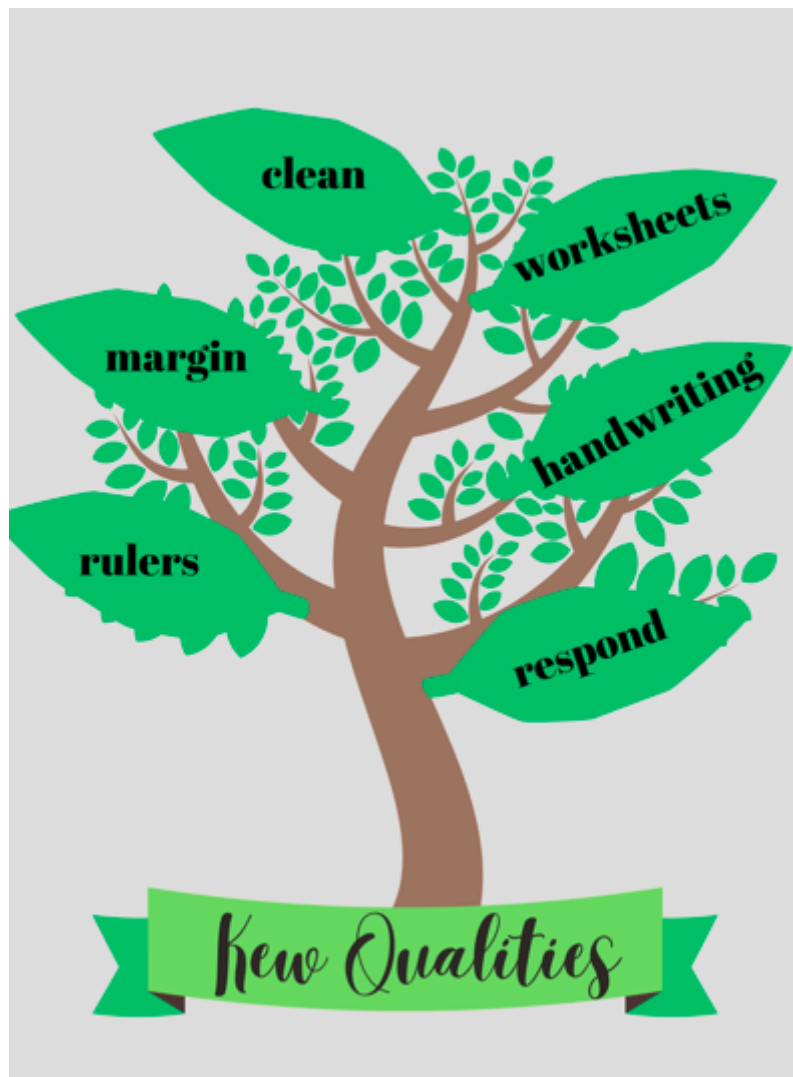 clean
worksheets
margin
handwriting
rulers
respond
Kew Qualities